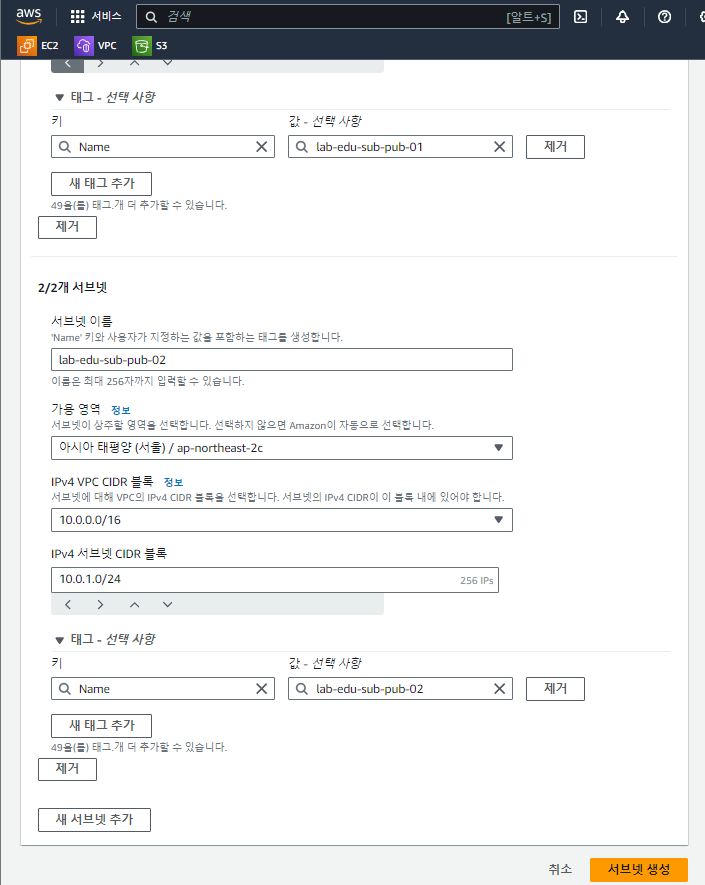 aws
서비스
검색
[알트+S]
EC2
VPC
S3
태그 - 선택 사항
키
값 - 선택 사항
Name
lab-edu-sub-pub-01
제거
새 태그 추가
49을(를) 태그.개 더 추가할 수 있습니다.
제거
2/2개 서브넷
서브넷 이름
'Name' 키와 사용자가 지정하는 값을 포함하는 태그를 생성합니다.
lab-edu-sub-pub-02
이름은 최대 256자까지 입력할 수 있습니다.
가용 영역 정보
서브넷이 상주할 영역을 선택합니다. 선택하지 않으면 Amazon이 자동으로 선택합니다.
아시아 태평양 (서울) / ap-northeast-2c
IPv4 VPC CIDR 블록 정보
서브넷에 대해 VPC의 IPv4 CIDR 블록을 선택합니다. 서브넷의 IPv4 CIDR이 이 블록 내에 있어야 합니다.
10.0.0.0/16
IPv4 서브넷 CIDR 블록
10.0.1.0/24
256 IPs
태그 - 선택 사항
키
값 - 선택 사항
Name
lab-edu-sub-pub-02
제거
새 태그 추가
49을(를) 태그.개 더 추가할 수 있습니다.
제거
새 서브넷 추가
취소
서브넷 생성